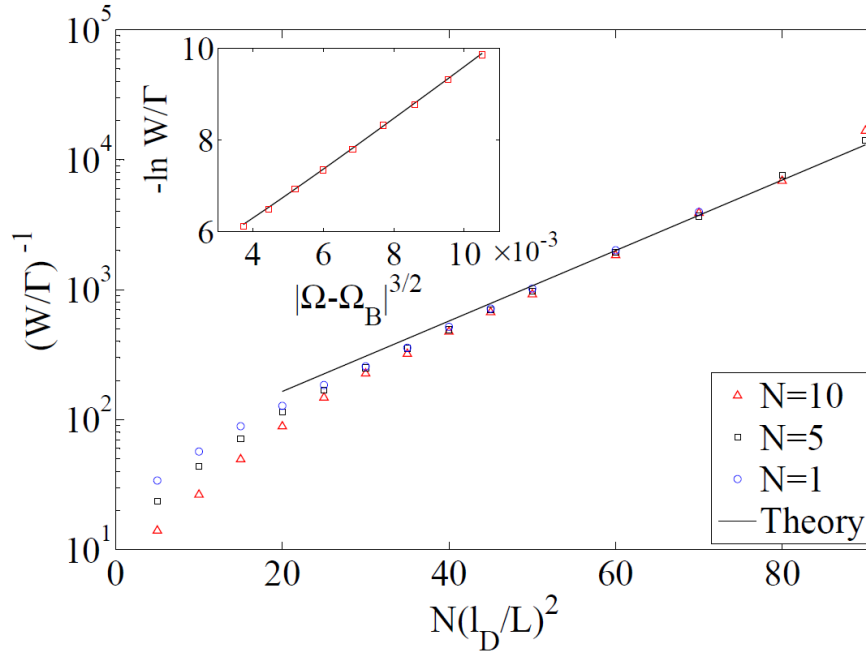 10^5
10^4
10^3
10^2
10^1
(W/Γ)^-1
0 20 40 60 80
N(l_D/L)^2
10
8
6
-ln W/Γ
4 6 8 10 ×10^-3
|Ω-Ω_B|^3/2
N=10
N=5
N=1
Theory